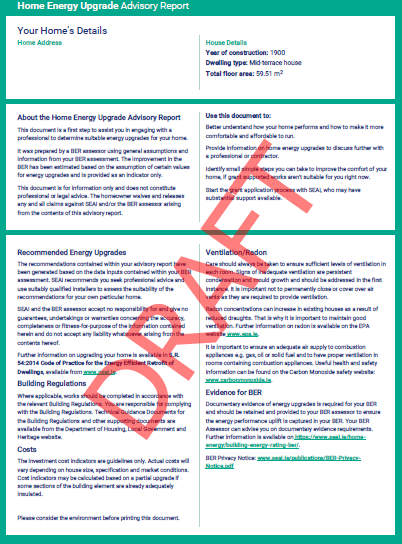 Home Energy Upgrade Advisory Report
Your Home's Details
Home Address
House Details
Year of construction: 1900
Dwelling type: Mid-terrace house
Total floor area: 59.51 m2
About the Home Energy Upgrade Advisory Report
This document is a first step to assist you in engaging with a
professional to determine suitable energy upgrades for your home.
It was prepared by a BER assessor using general assumptions and
information from your BER assessment. The improvement in the
BER has been estimated based on the assumption of certain values
for energy upgrades and is provided as an indicator only.
This document is for information only and does not constitute
professional or legal advice. The homeowner waives and releases
any and all claims against SEAI and/or the BER assessor arising
from the contents of this advisory report.
Use this document to:
Better understand how your home performs and how to make it more
comfortable and affordable to run.
Provide information on home energy upgrades to discuss further with
a professional or contractor.
Identify small simple steps you can take to improve the comfort of your
home, if grant supported works aren't suitable for you right now.
Start the grant application process with SEAI, who may have
substantial support available.
DRAFT
Recommended Energy Upgrades
The recommendations contained within your advisory report have
been generated based on the data inputs contained within your BER
assessment. SEAI recommends you seek professional advice and
use suitably qualified installers to assess the suitability of the
recommendations for your own particular home.
SEAI and the BER assessor accept no responsibility for and give no
guarantees, undertakings or warranties concerning the accuracy,
completeness or fitness-for-purpose of the information contained
herein and do not accept any liability whatsoever arising from the
contents hereof.
Further information on upgrading your home is available in S.R.
54:2014 Code of Practice for the Energy Efficient Retrofit of
Dwellings, available from www.seai.ie.
Building Regulations
Where applicable, works should be completed in accordance with
the relevant Building Regulations. You are responsible for complying
with the Building Regulations. Technical Guidance Documents for
the Building Regulations and other supporting documents are
available from the Department of Housing, Local Government and
Heritage website.
Costs
The investment cost indicators are guidelines only. Actual costs will
vary depending on house size, specification and market conditions.
Cost indicators may be calculated based on a partial upgrade if
some sections of the building element are already adequately
insulated.
Please consider the environment before printing this document.
Ventilation/Radon
Care should always be taken to ensure sufficient levels of ventilation in
each room. Signs of inadequate ventilation are persistent
condensation and mould growth and should be addressed in the first
instance. It is important not to permanently close or cover over air
vents as they are required to provide ventilation.
Radon concentrations can increase in existing houses as a result of
reduced draughts. That is why it is important to maintain good
ventilation. Further information on radon is available on the EPA
website www.epa.ie.
It is important to ensure an adequate air supply to combustion
appliances e.g. gas, oil or solid fuel and to have proper ventilation in
rooms containing combustion appliances. Useful health and safety
information can be found on the Carbon Monoxide safety website:
www.carbonmonoxide.ie.
Evidence for BER
Documentary evidence of energy upgrades is required for your BER
and should be retained and provided to your BER assessor to ensure
the energy performance uplift is captured in your BER. Your BER
Assessor can advise you on documentary evidence requirements.
Further information is available on https://www.seai.ie/home-
energy/building-energy-rating-ber/.
BER Privacy Notice: www.seai.ie/publications/BER-Privacy-
Notice.pdf